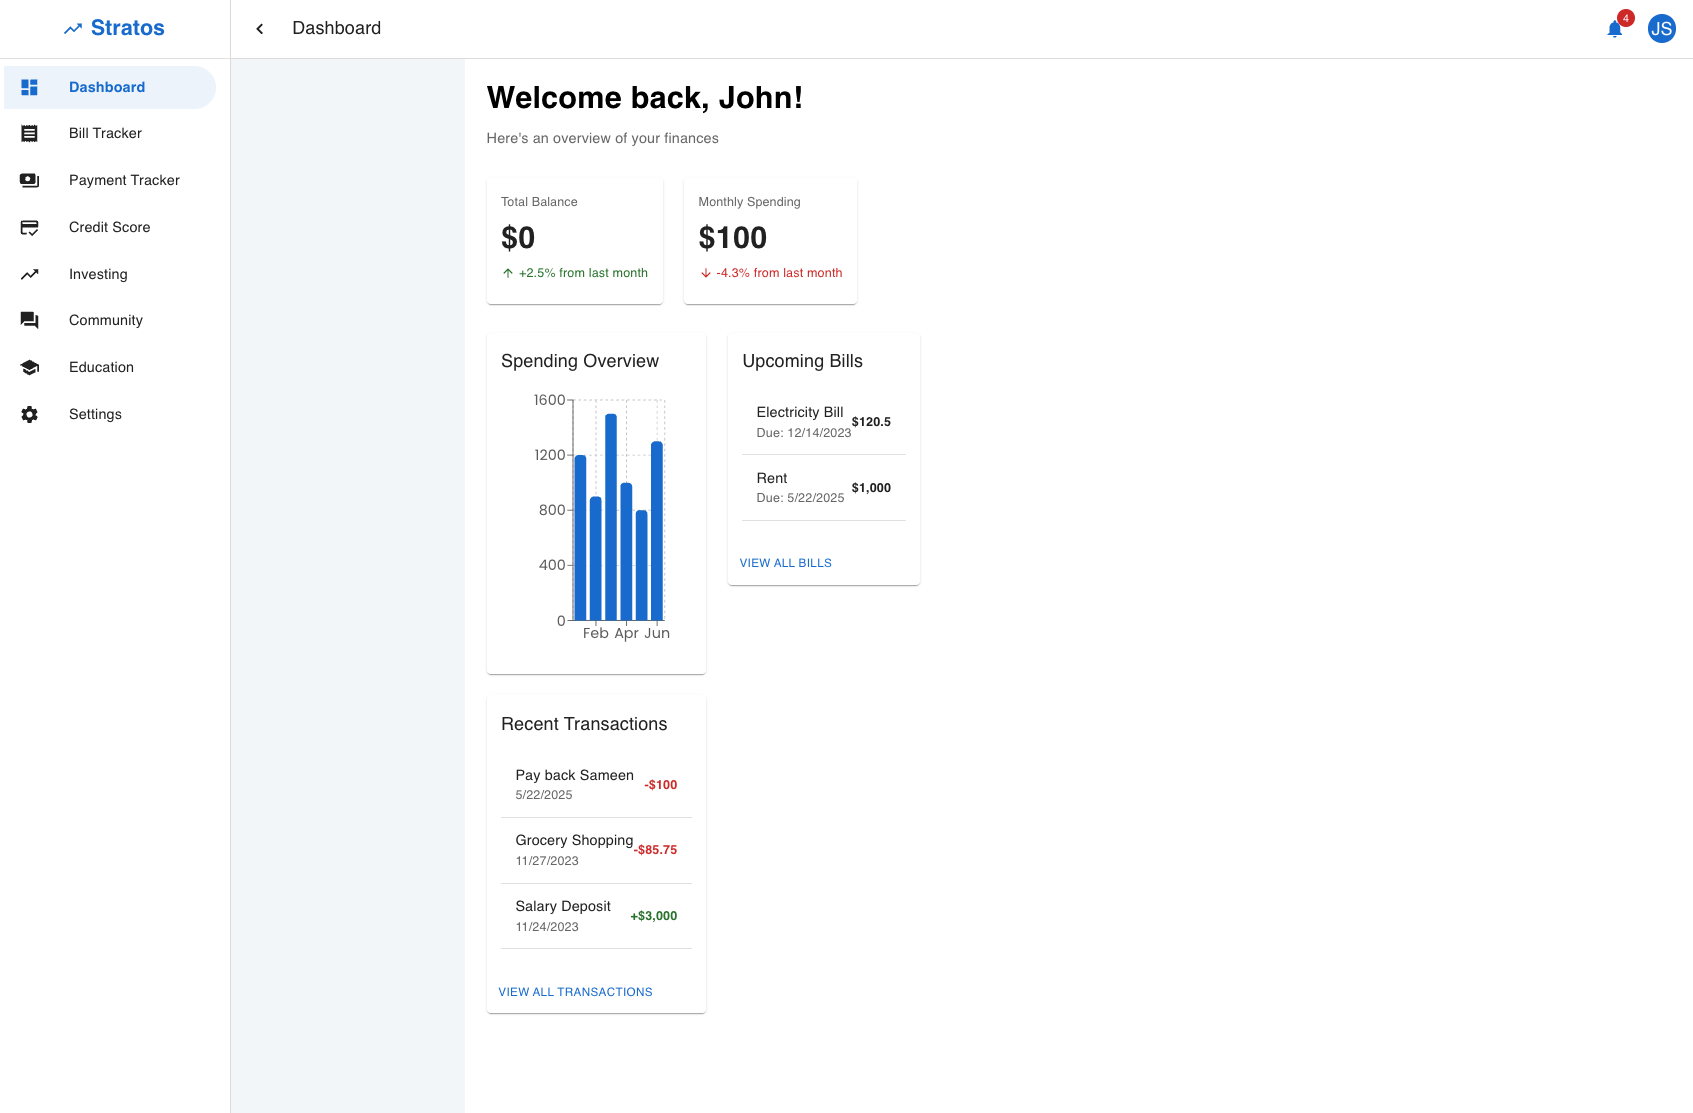 Stratos
Dashboard
4
JS
Dashboard
Bill Tracker
Payment Tracker
Credit Score
Investing
Community
Education
Settings
Welcome back, John!
Here's an overview of your finances
Total Balance
$0
+2.5% from last month
Monthly Spending
$100
-4.3% from last month
Spending Overview
1600
1200
800
400
0
Feb Apr Jun
Upcoming Bills
Electricity Bill
Due: 12/14/2023
$120.5
Rent
Due: 5/22/2025
$1,000
VIEW ALL BILLS
Recent Transactions
Pay back Sameen
5/22/2025
-$100
Grocery Shopping
11/27/2023
-$85.75
Salary Deposit
11/24/2023
+$3,000
VIEW ALL TRANSACTIONS